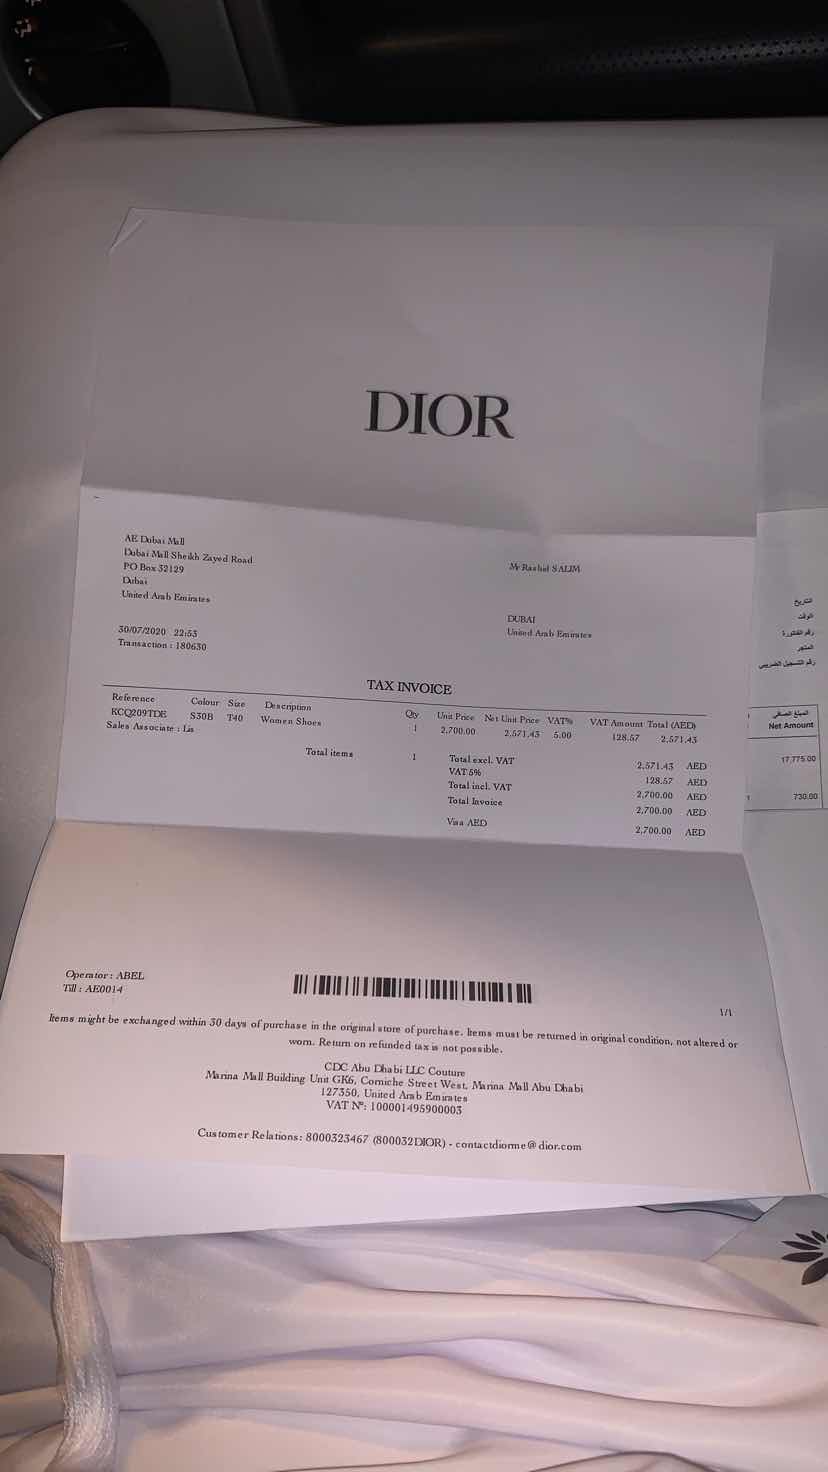 DIOR
AE Dubai Mall
Dubai Mall Sheikh Zayed Road
PO Box 32129
Dubai
United Arab Emirates
Mr Rashid SALIM
DUBAI
United Arab Emirates
30/07/2020 22:53
Transaction : 180630
TAX INVOICE
Reference Colour Size Description Qty Unit Price Net Unit Price VAT% VAT Amount Total (AED)
KCQ209TDE S30B T40 Women Shoes 1 2,700.00 2,571.43 5.00 128.57 2,571.43
Sales Associate : Lis
Total items 1
Total excl. VAT 2,571.43 AED
VAT 5% 128.57 AED
Total incl. VAT 2,700.00 AED
Total Invoice 2,700.00 AED
Visa AED 2,700.00 AED
Operator : ABEL
Till : AE0014
1/1
Items might be exchanged within 30 days of purchase in the original store of purchase. Items must be returned in original condition, not altered or
worn. Return on refunded tax is not possible.
CDC Abu Dhabi LLC Couture
Marina Mall Building Unit GK6, Corniche Street West, Marina Mall Abu Dhabi
127350, United Arab Emirates
VAT N°: 100001495900003
Customer Relations: 8000323467 (800032DIOR) - contactdiorme@dior.com
التاريخ
الوقت
رقم الفاتورة
المتجر
رقم التسجيل الضريبي
المبلغ الصافي
Net Amount
17,775.00
730.00